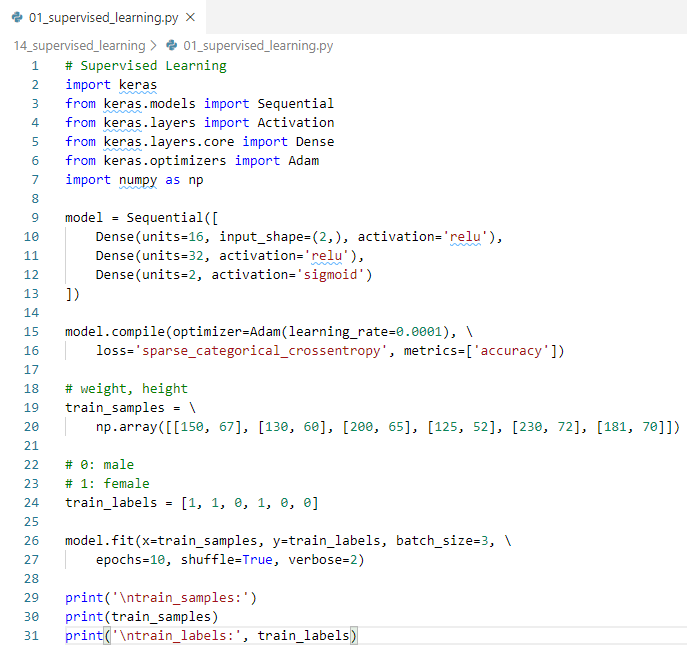 01_supervised_learning.py ×
14_supervised_learning > 01_supervised_learning.py
1 # Supervised Learning
2 import keras
3 from keras.models import Sequential
4 from keras.layers import Activation
5 from keras.layers.core import Dense
6 from keras.optimizers import Adam
7 import numpy as np
8
9 model = Sequential([
10     Dense(units=16, input_shape=(2,), activation='relu'),
11     Dense(units=32, activation='relu'),
12     Dense(units=2, activation='sigmoid')
13 ])
14
15 model.compile(optimizer=Adam(learning_rate=0.0001), \
16     loss='sparse_categorical_crossentropy', metrics=['accuracy'])
17
18 # weight, height
19 train_samples = \
20     np.array([[150, 67], [130, 60], [200, 65], [125, 52], [230, 72], [181, 70]])
21
22 # 0: male
23 # 1: female
24 train_labels = [1, 1, 0, 1, 0, 0]
25
26 model.fit(x=train_samples, y=train_labels, batch_size=3, \
27     epochs=10, shuffle=True, verbose=2)
28
29 print('\ntrain_samples:')
30 print(train_samples)
31 print('\ntrain_labels:', train_labels)